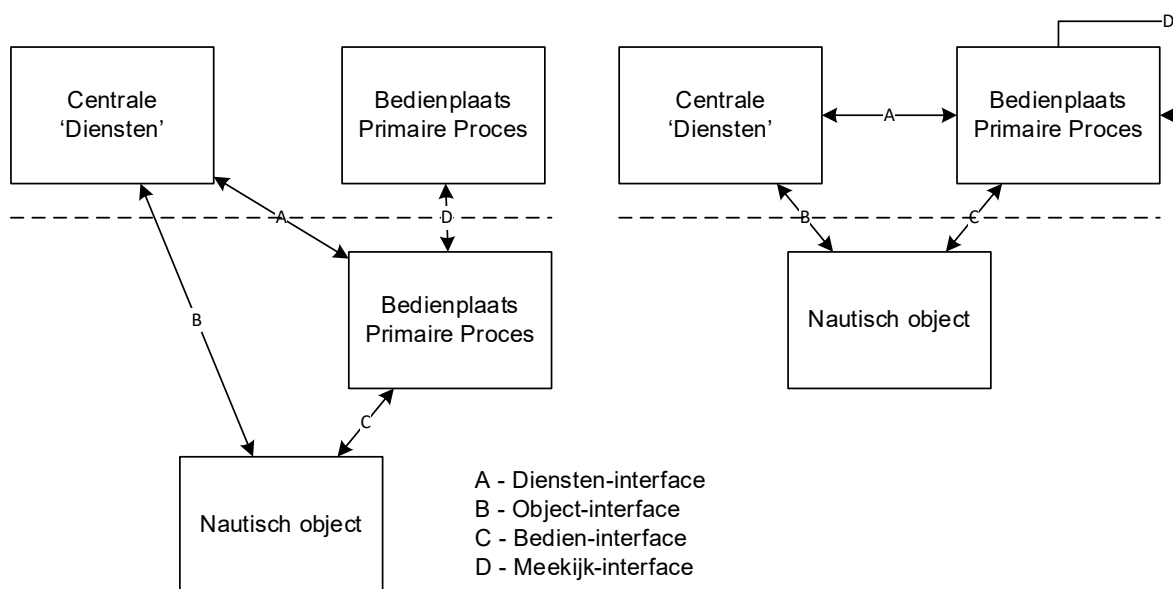 Centrale
‘Diensten’
Bedienplaats
Primaire Proces
A
D
B
Bedienplaats
Primaire Proces
C
Nautisch object
D
Centrale
‘Diensten’
A
Bedienplaats
Primaire Proces
B
C
Nautisch object
A - Diensten-interface
B - Object-interface
C - Bedien-interface
D - Meekijk-interface